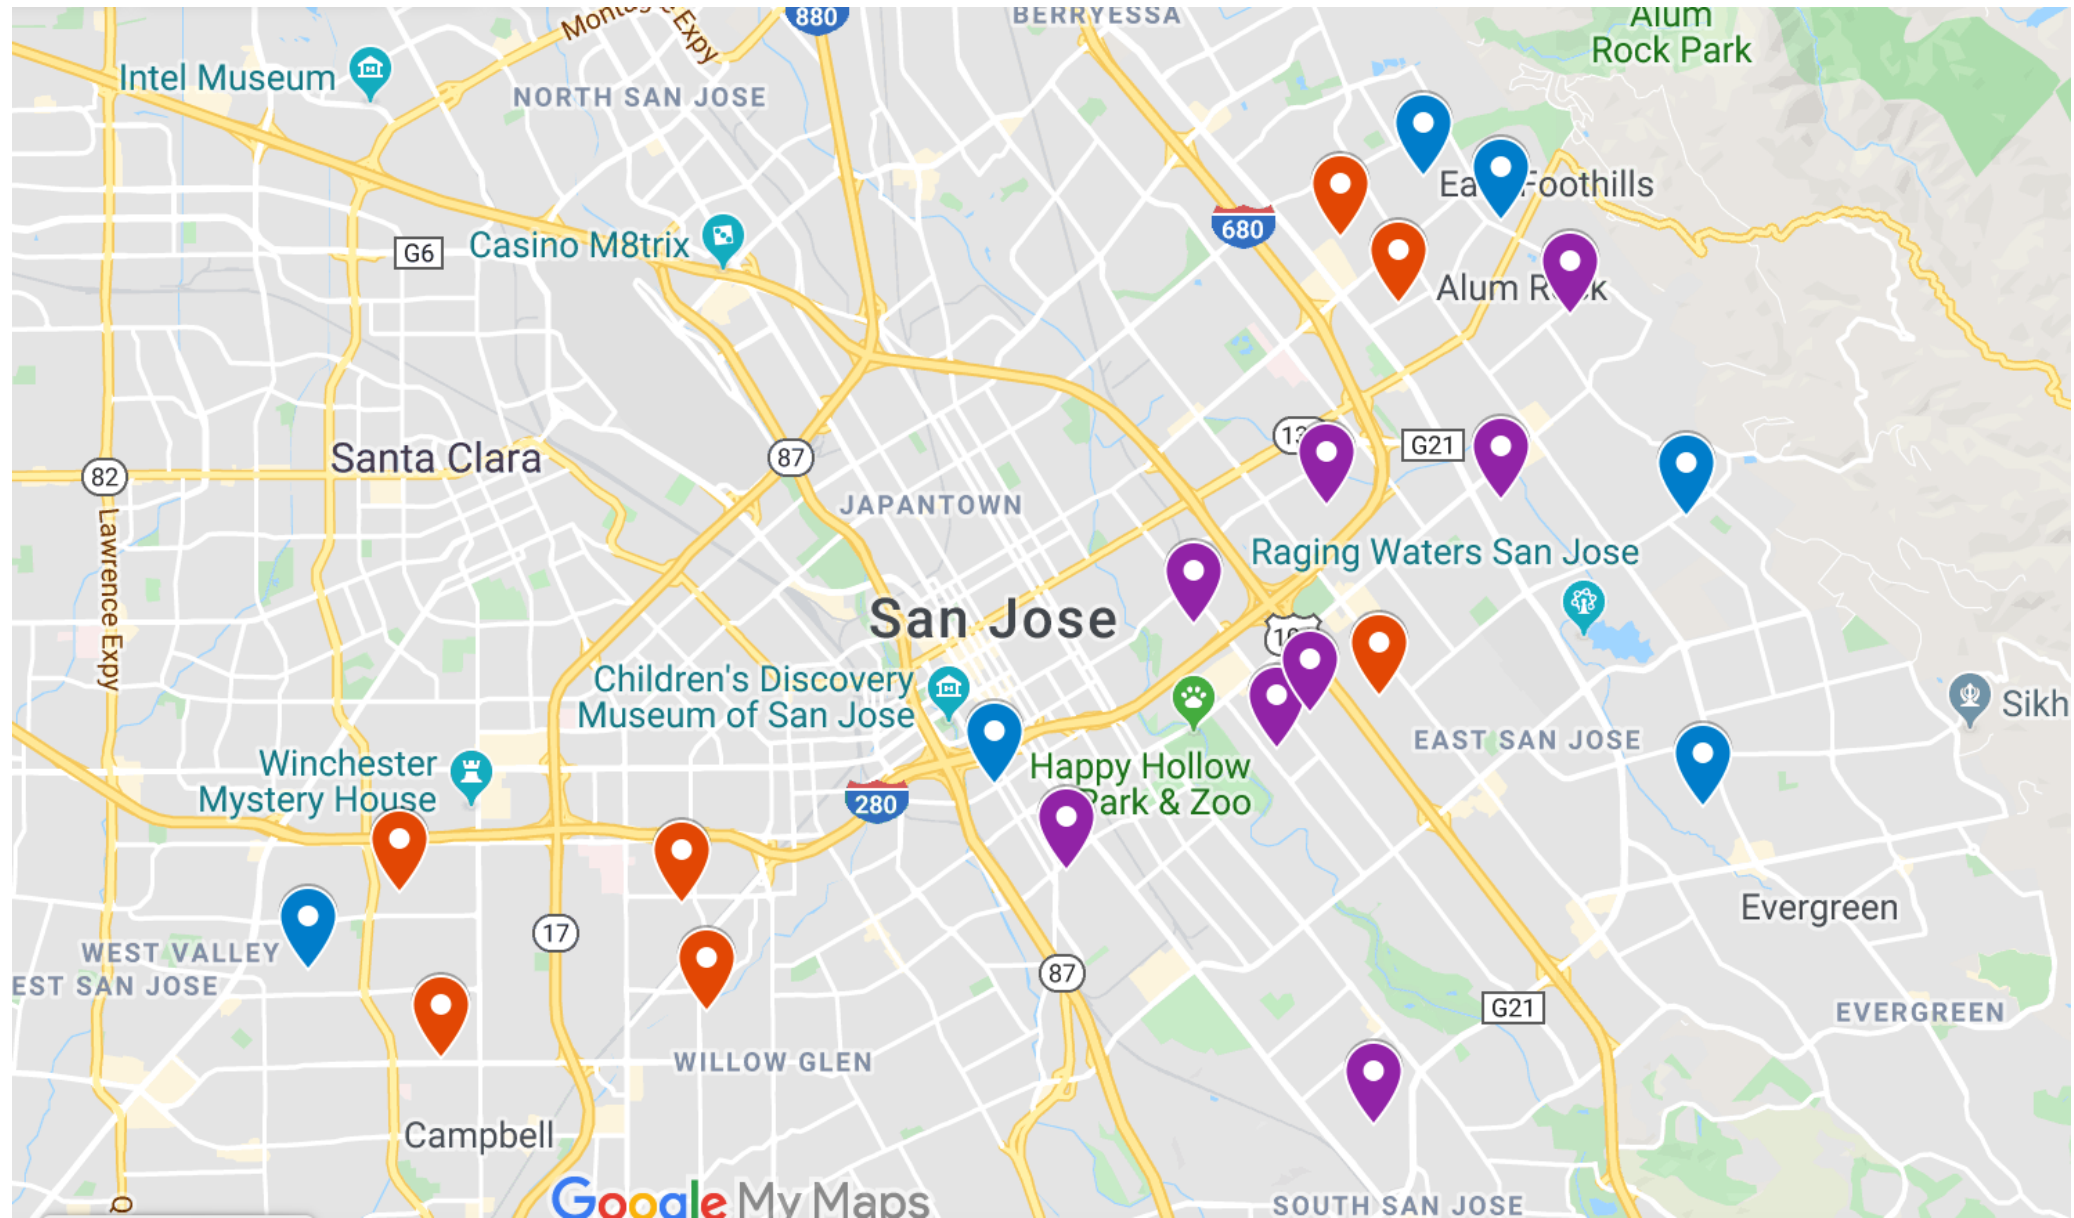 880
BERRYESSA
Alum
Rock Park
Expy
Intel Museum
NORTH SAN JOSE
East Foothills
680
G6
Casino M8trix
Alum Rock
Santa Clara
82
87
G21
JAPANTOWN
Lawrence Expy
Raging Waters San Jose
San Jose
Children's Discovery
Museum of San Jose
Sikh
EAST SAN JOSE
Winchester
Mystery House
Happy Hollow
Park & Zoo
280
Evergreen
17
WEST VALLEY
EST SAN JOSE
87
G21
EVERGREEN
WILLOW GLEN
Campbell
Google My Maps
SOUTH SAN JOSE